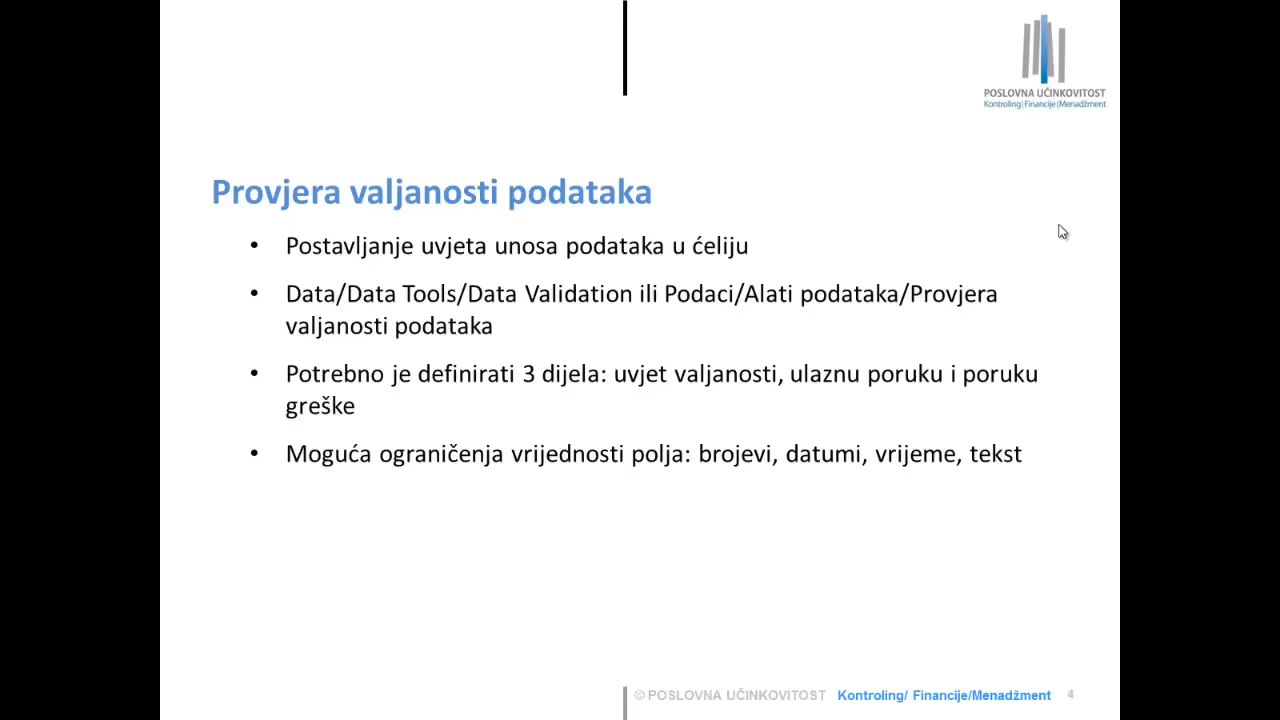 POSLOVNA UČINKOVITOST
Kontroling|Financije|Menadžment
Provjera valjanosti podataka
• Postavljanje uvjeta unosa podataka u ćeliju
• Data/Data Tools/Data Validation ili Podaci/Alati podataka/Provjera
valjanosti podataka
• Potrebno je definirati 3 dijela: uvjet valjanosti, ulaznu poruku i poruku
greške
• Moguća ograničenja vrijednosti polja: brojevi, datumi, vrijeme, tekst
© POSLOVNA UČINKOVITOST Kontroling/ Financije/Menadžment 4